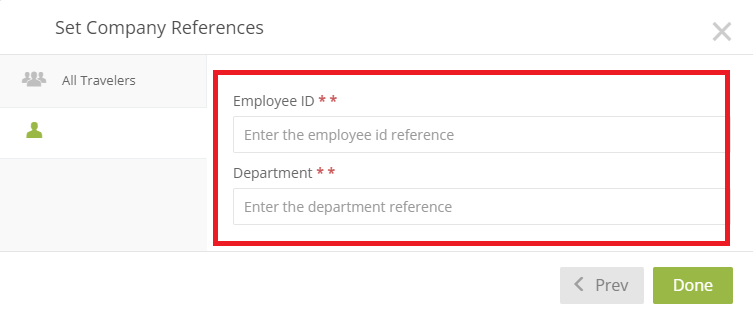 Set Company References
All Travelers
Employee ID * *
Enter the employee id reference
Department * *
Enter the department reference
Prev
Done